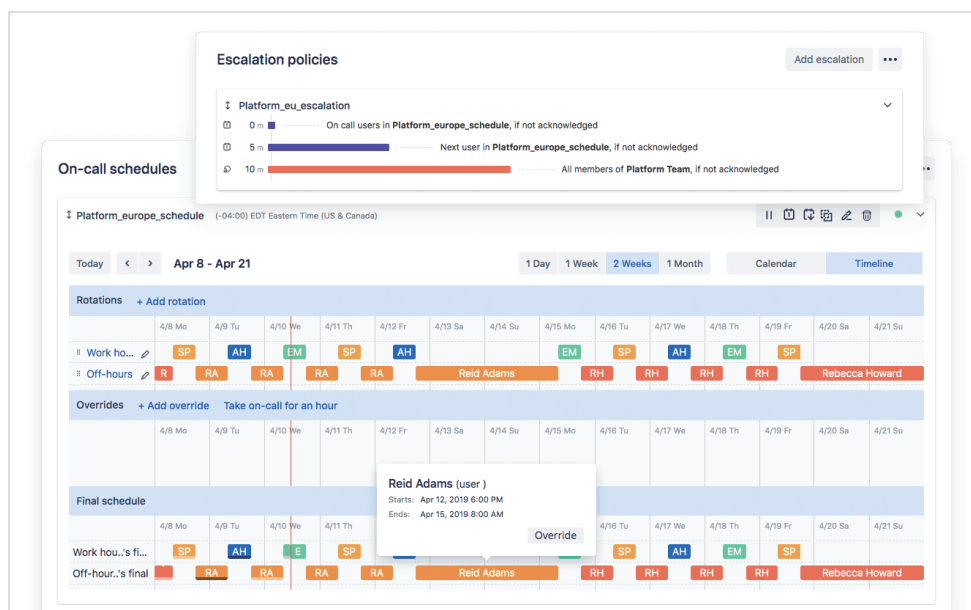 Escalation policies
Add escalation
Platform_eu_escalation
0 m On call users in Platform_europe_schedule, if not acknowledged
5 m Next user in Platform_europe_schedule, if not acknowledged
10 m All members of Platform Team, if not acknowledged
On-call schedules
Platform_europe_schedule (-04:00) EDT Eastern Time (US & Canada)
1
Today < > Apr 8 - Apr 21 1 Day 1 Week 2 Weeks 1 Month Calendar Timeline
Rotations + Add rotation
4/8 Mo 4/9 Tu 4/10 We 4/11 Th 4/12 Fr 4/13 Sa 4/14 Su 4/15 Mo 4/16 Tu 4/17 We 4/18 Th 4/19 Fr 4/20 Sa 4/21 Su
Work ho... SP AH EM SP AH EM SP AH EM SP
Off-hours R RA RA RA RA Reid Adams RH RH RH RH Rebecca Howard
Overrides + Add override Take on-call for an hour
4/8 Mo 4/9 Tu 4/10 We 4/11 Th 4/12 Fr 4/13 Sa 4/14 Su 4/15 Mo 4/16 Tu 4/17 We 4/18 Th 4/19 Fr 4/20 Sa 4/21 Su
Reid Adams (user )
Starts: Apr 12, 2019 6:00 PM
Ends: Apr 15, 2019 8:00 AM
Override
Final schedule
4/8 Mo 4/9 Tu 4/10 We 4/11 Th 4/16 Tu 4/17 We 4/18 Th 4/19 Fr 4/20 Sa 4/21 Su
Work hou..'s fi... SP AH E SP SP AH EM SP
Off-hour..'s final RA RA RA RA Reid Adams RH RH RH RH Rebecca Howard